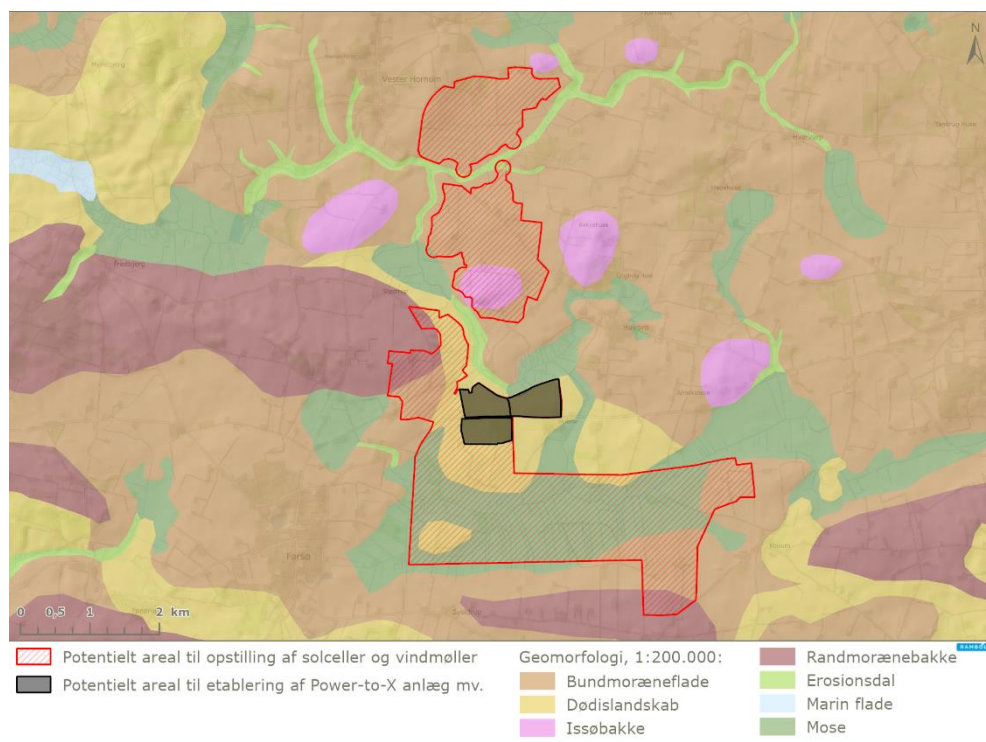 N
Vester Hornum
Farsø
0 0,5 1 2 km
Potentielt areal til opstilling af solceller og vindmøller
Potentielt areal til etablering af Power-to-X anlæg mv.
Geomorfologi, 1:200.000:
Bundmoræneflade
Dødislandskab
Issøbakke
Randmorænebakke
Erosionsdal
Marin flade
Mose